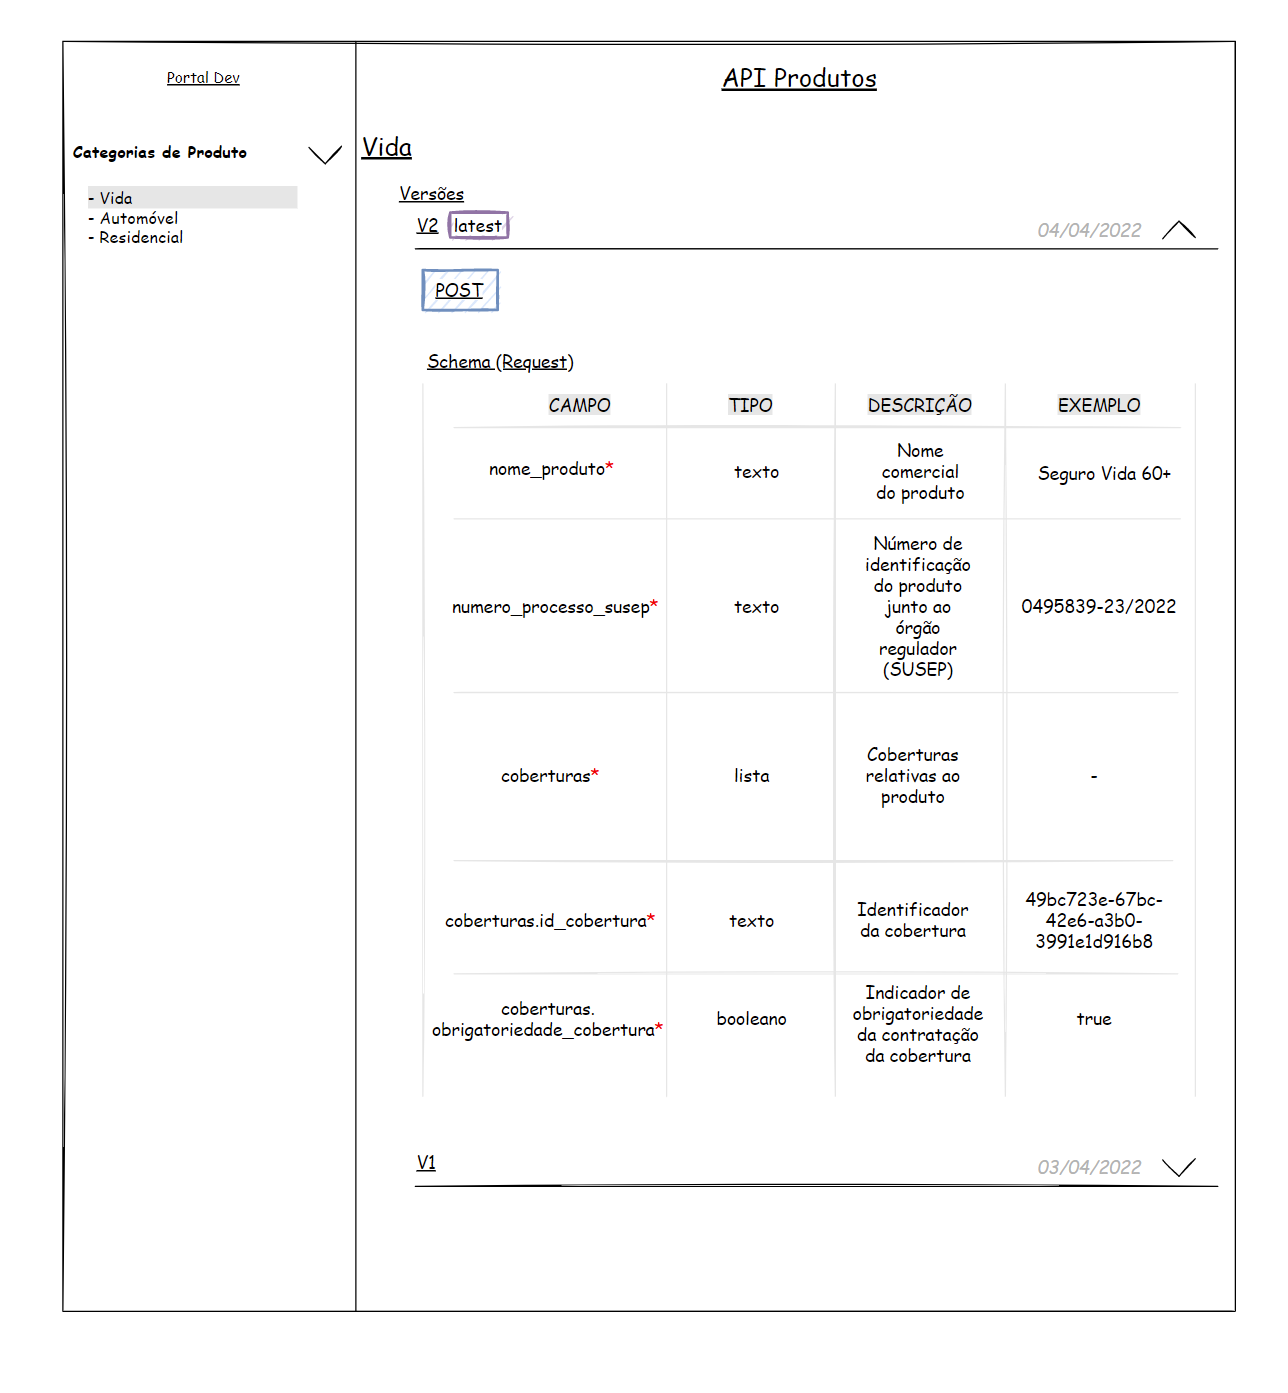 Portal Dev
Categorias de Produto
- Vida
- Automóvel
- Residencial
API Produtos
Vida
Versões
V2 latest 04/04/2022
POST
Schema (Request)
CAMPO TIPO DESCRIÇÃO EXEMPLO
nome_produto* texto
Nome
comercial
do produto
Seguro Vida 60+
numero_processo_susep* texto
Número de
identificação
do produto
junto ao
órgão
regulador
(SUSEP)
0495839-23/2022
coberturas* lista
Coberturas
relativas ao
produto
-
coberturas.id_cobertura* texto
Identificador
da cobertura
49bc723e-67bc-
42e6-a3b0-
3991e1d916b8
coberturas.
obrigatoriedade_cobertura*
booleano
Indicador de
obrigatoriedade
da contratação
da cobertura
true
V1 03/04/2022